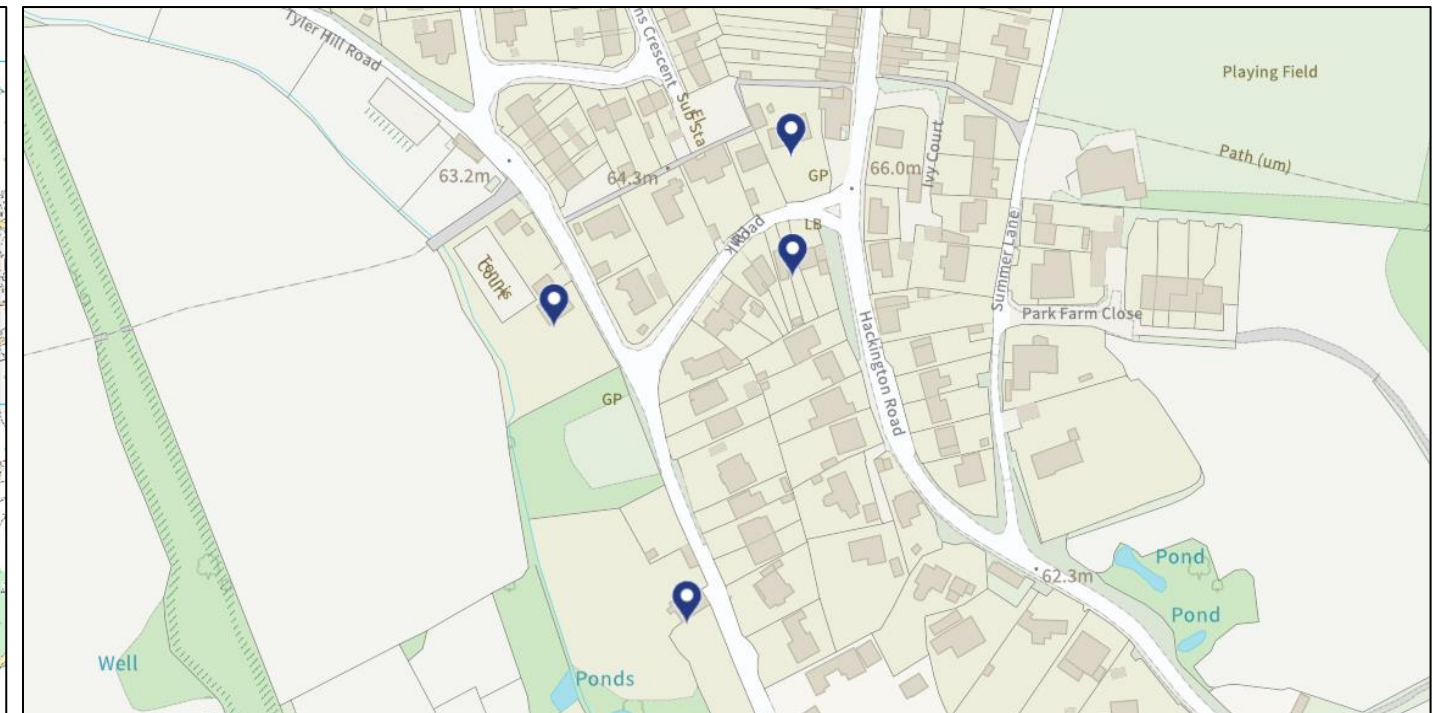 Tyler Hill Road
ns Crescent
El
Sub Sta
Playing Field
Path (um)
63.2m
64.3m
GP
66.0m
Ivy Court
Tennis
Court
Kirk
Road
LB
Summer Lane
Park Farm Close
Hackington Road
GP
62.3m
Pond
Pond
Well
Ponds